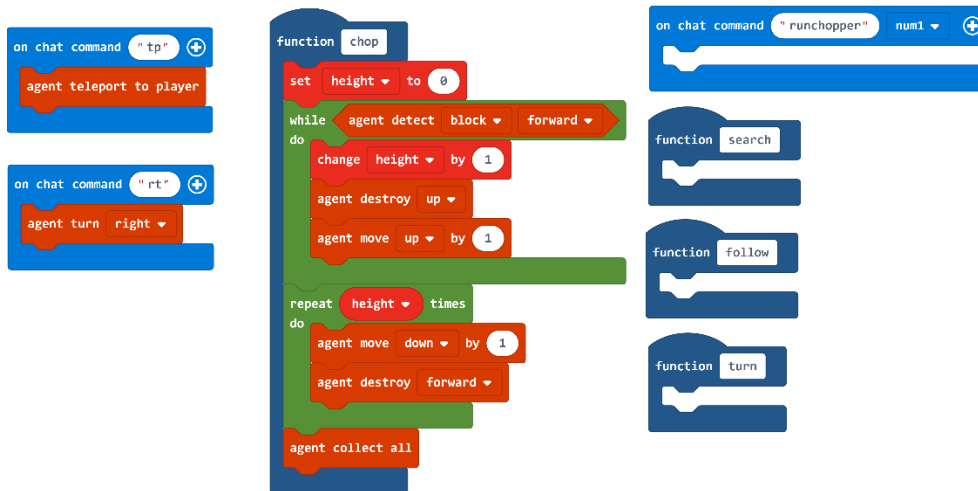 on chat command "tp"
agent teleport to player
on chat command "rt"
agent turn right
function chop
set height to 0
while agent detect block forward
do
change height by 1
agent destroy up
agent move up by 1
repeat height times
do
agent move down by 1
agent destroy forward
agent collect all
on chat command "runchopper" num1
function search
function follow
function turn